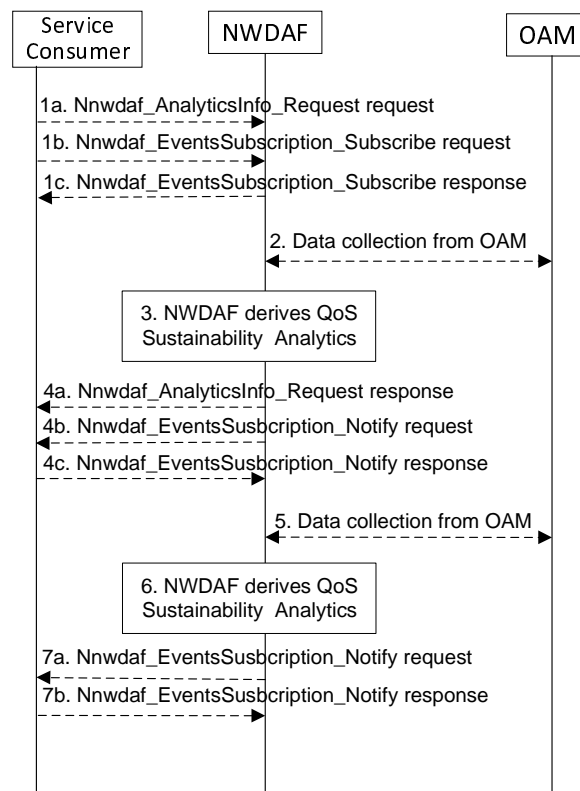 Service
Consumer
NWDAF
OAM
1a. Nnwdaf_AnalyticsInfo_Request request
1b. Nnwdaf_EventsSubscription_Subscribe request
1c. Nnwdaf_EventsSubscription_Subscribe response
2. Data collection from OAM
3. NWDAF derives QoS
Sustainability Analytics
4a. Nnwdaf_AnalyticsInfo_Request response
4b. Nnwdaf_EventsSusbcription_Notify request
4c. Nnwdaf_EventsSusbcription_Notify response
5. Data collection from OAM
6. NWDAF derives QoS
Sustainability Analytics
7a. Nnwdaf_EventsSusbcription_Notify request
7b. Nnwdaf_EventsSusbcription_Notify response